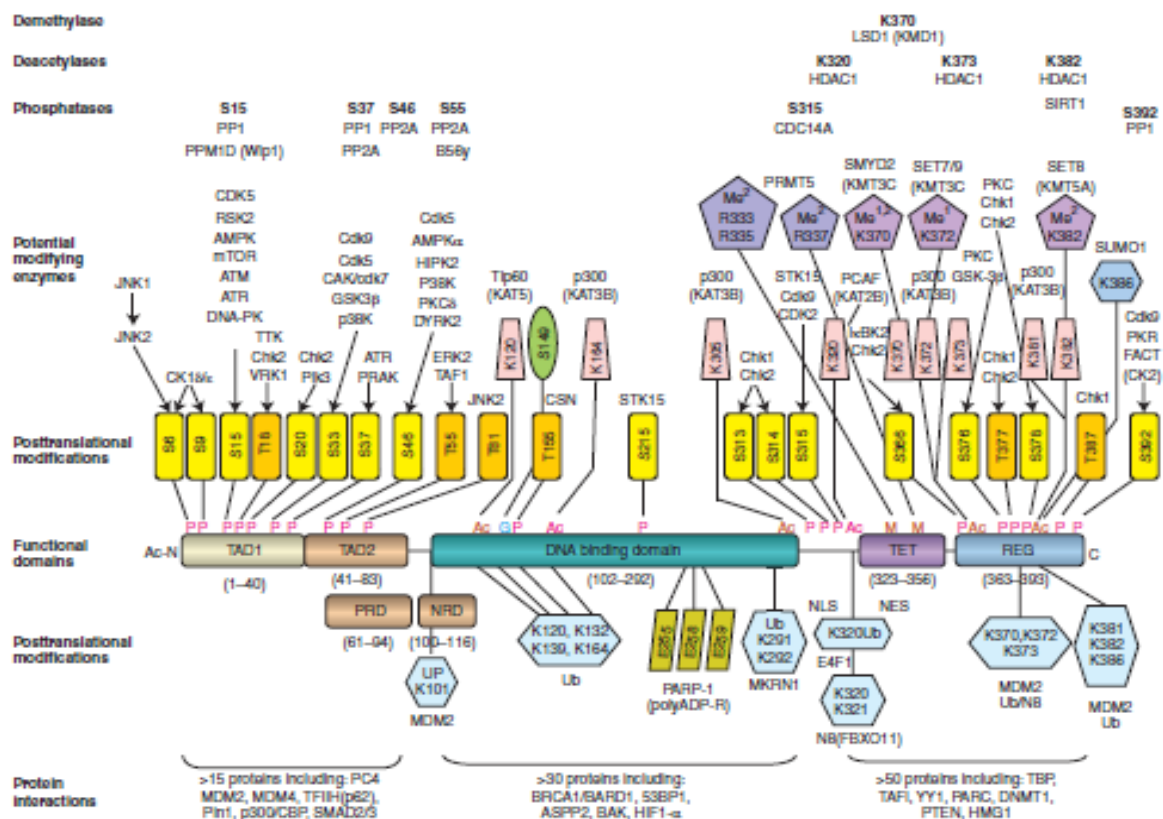 Demethylase
K370
LSD1 (KMD1)
Deacetylases
K320 K373 K382
HDAC1 HDAC1 HDAC1
SIRT1
Phosphatases
S15 S37 S46 S55 S315 S392
PP1 PP1 PP2A PP2A CDC14A PP1
PPM1D (Wip1) PP2A B56y
Potential
modifying
enzymes
JNK1
JNK2
CK1δ/ε
CDK5
RSK2
AMPK
mTOR
ATM
ATR
DNA-PK
TTK
Chk2
VRK1
Chk2
Plk3
Cdk9
Cdk5
CAK/cdk7
GSK3β
p38K
ATR
PRAK
Cdk5
AMPKα
HIPK2
P38K
PKCδ
DYRK2
ERK2
TAF1
JNK2
Tip60
(KAT5)
K120
S149
CSN
p300
(KAT3B)
K164
STK15
p300
(KAT3B)
K305
Chk1
Chk2
STK15
Cdk9
CDK2
Me2
R333
R335
PRMT5
Me2
R337
SMYD2
(KMT3C
Me1,2
K370
SET7/9
(KMT3C
Me1
K372
PKC
Chk1
Chk2
SET8
(KMT5A)
Me2
K382
SUMO1
K386
PCAF
(KAT2B)
K320
IκBK2
Chk2
p300
(KAT3B)
K370 K372 K373
PKC
GSK-3β
Chk1
Chk2
p300
(KAT3B)
K381 K382
Chk1
Cdk9
PKR
FACT
(CK2)
Posttranslational
modifications
S6 S9 S15 T18 S20 S33 S37 S46 T55 T81 T155 S215 S313 S314 S315 S366 S376 T377 S378 T387 S392
P P P P P P P P P P Ac G P Ac P Ac P P P Ac M M P Ac P P P Ac P P
Functional
domains
Ac-N TAD1 TAD2 DNA binding domain TET REG C
(1–40) (41–83) (102–292) (323–356) (363–393)
PRD NRD
(61–94) (100–116)
Posttranslational
modifications
UP
K101
MDM2
K120, K132
K139, K164
Ub
E255 E258 E259
PARP-1
(polyADP-R)
Ub
K291
K292
MKRN1
NLS NES
K320Ub
E4F1
K320
K321
N8(FBXO11)
K370,K372
K373
MDM2
Ub/N8
K381
K382
K386
MDM2
Ub
Protein
interactions
>15 proteins including: PC4
MDM2, MDM4, TFIIH(p62),
Pin1, p300/CBP, SMAD2/3
>30 proteins including:
BRCA1/BARD1, 53BP1,
ASPP2, BAK, HIF1-α
>50 proteins including: TBP,
TAFI, YY1, PARC, DNMT1,
PTEN, HMG1